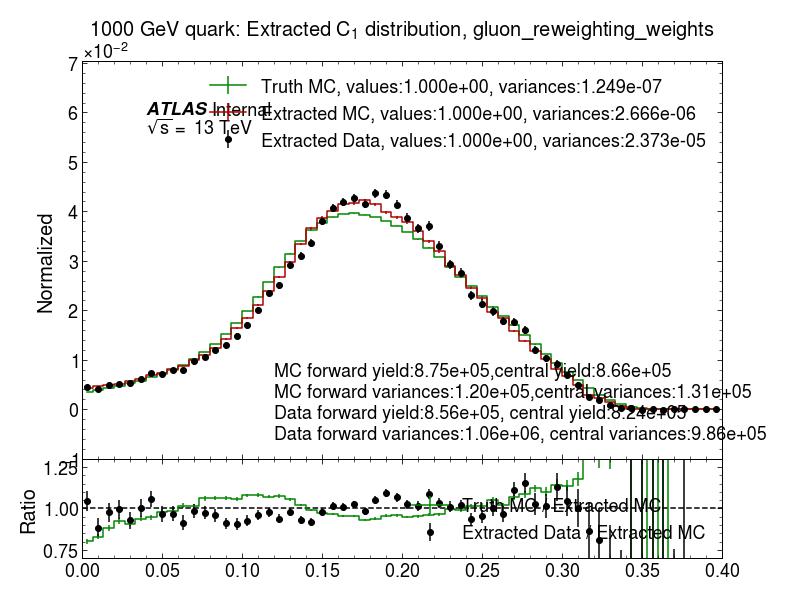 1000 GeV quark: Extracted C₁ distribution, gluon_reweighting_weights
×10⁻²
Truth MC, values:1.000e+00, variances:1.249e-07
ATLAS Internal
Extracted MC, values:1.000e+00, variances:2.666e-06
√s = 13 TeV
Extracted Data, values:1.000e+00, variances:2.373e-05
7
6
5
4
3
2
1
0
1
Normalized
MC forward yield:8.75e+05,central yield:8.66e+05
MC forward variances:1.20e+05,central variances:1.31e+05
Data forward yield:8.56e+05, central yield:8.24e+05
Data forward variances:1.06e+06, central variances:9.86e+05
1.25
1.00
0.75
Ratio
Truth MC / Extracted MC
Extracted Data / Extracted MC
0.00 0.05 0.10 0.15 0.20 0.25 0.30 0.35 0.40